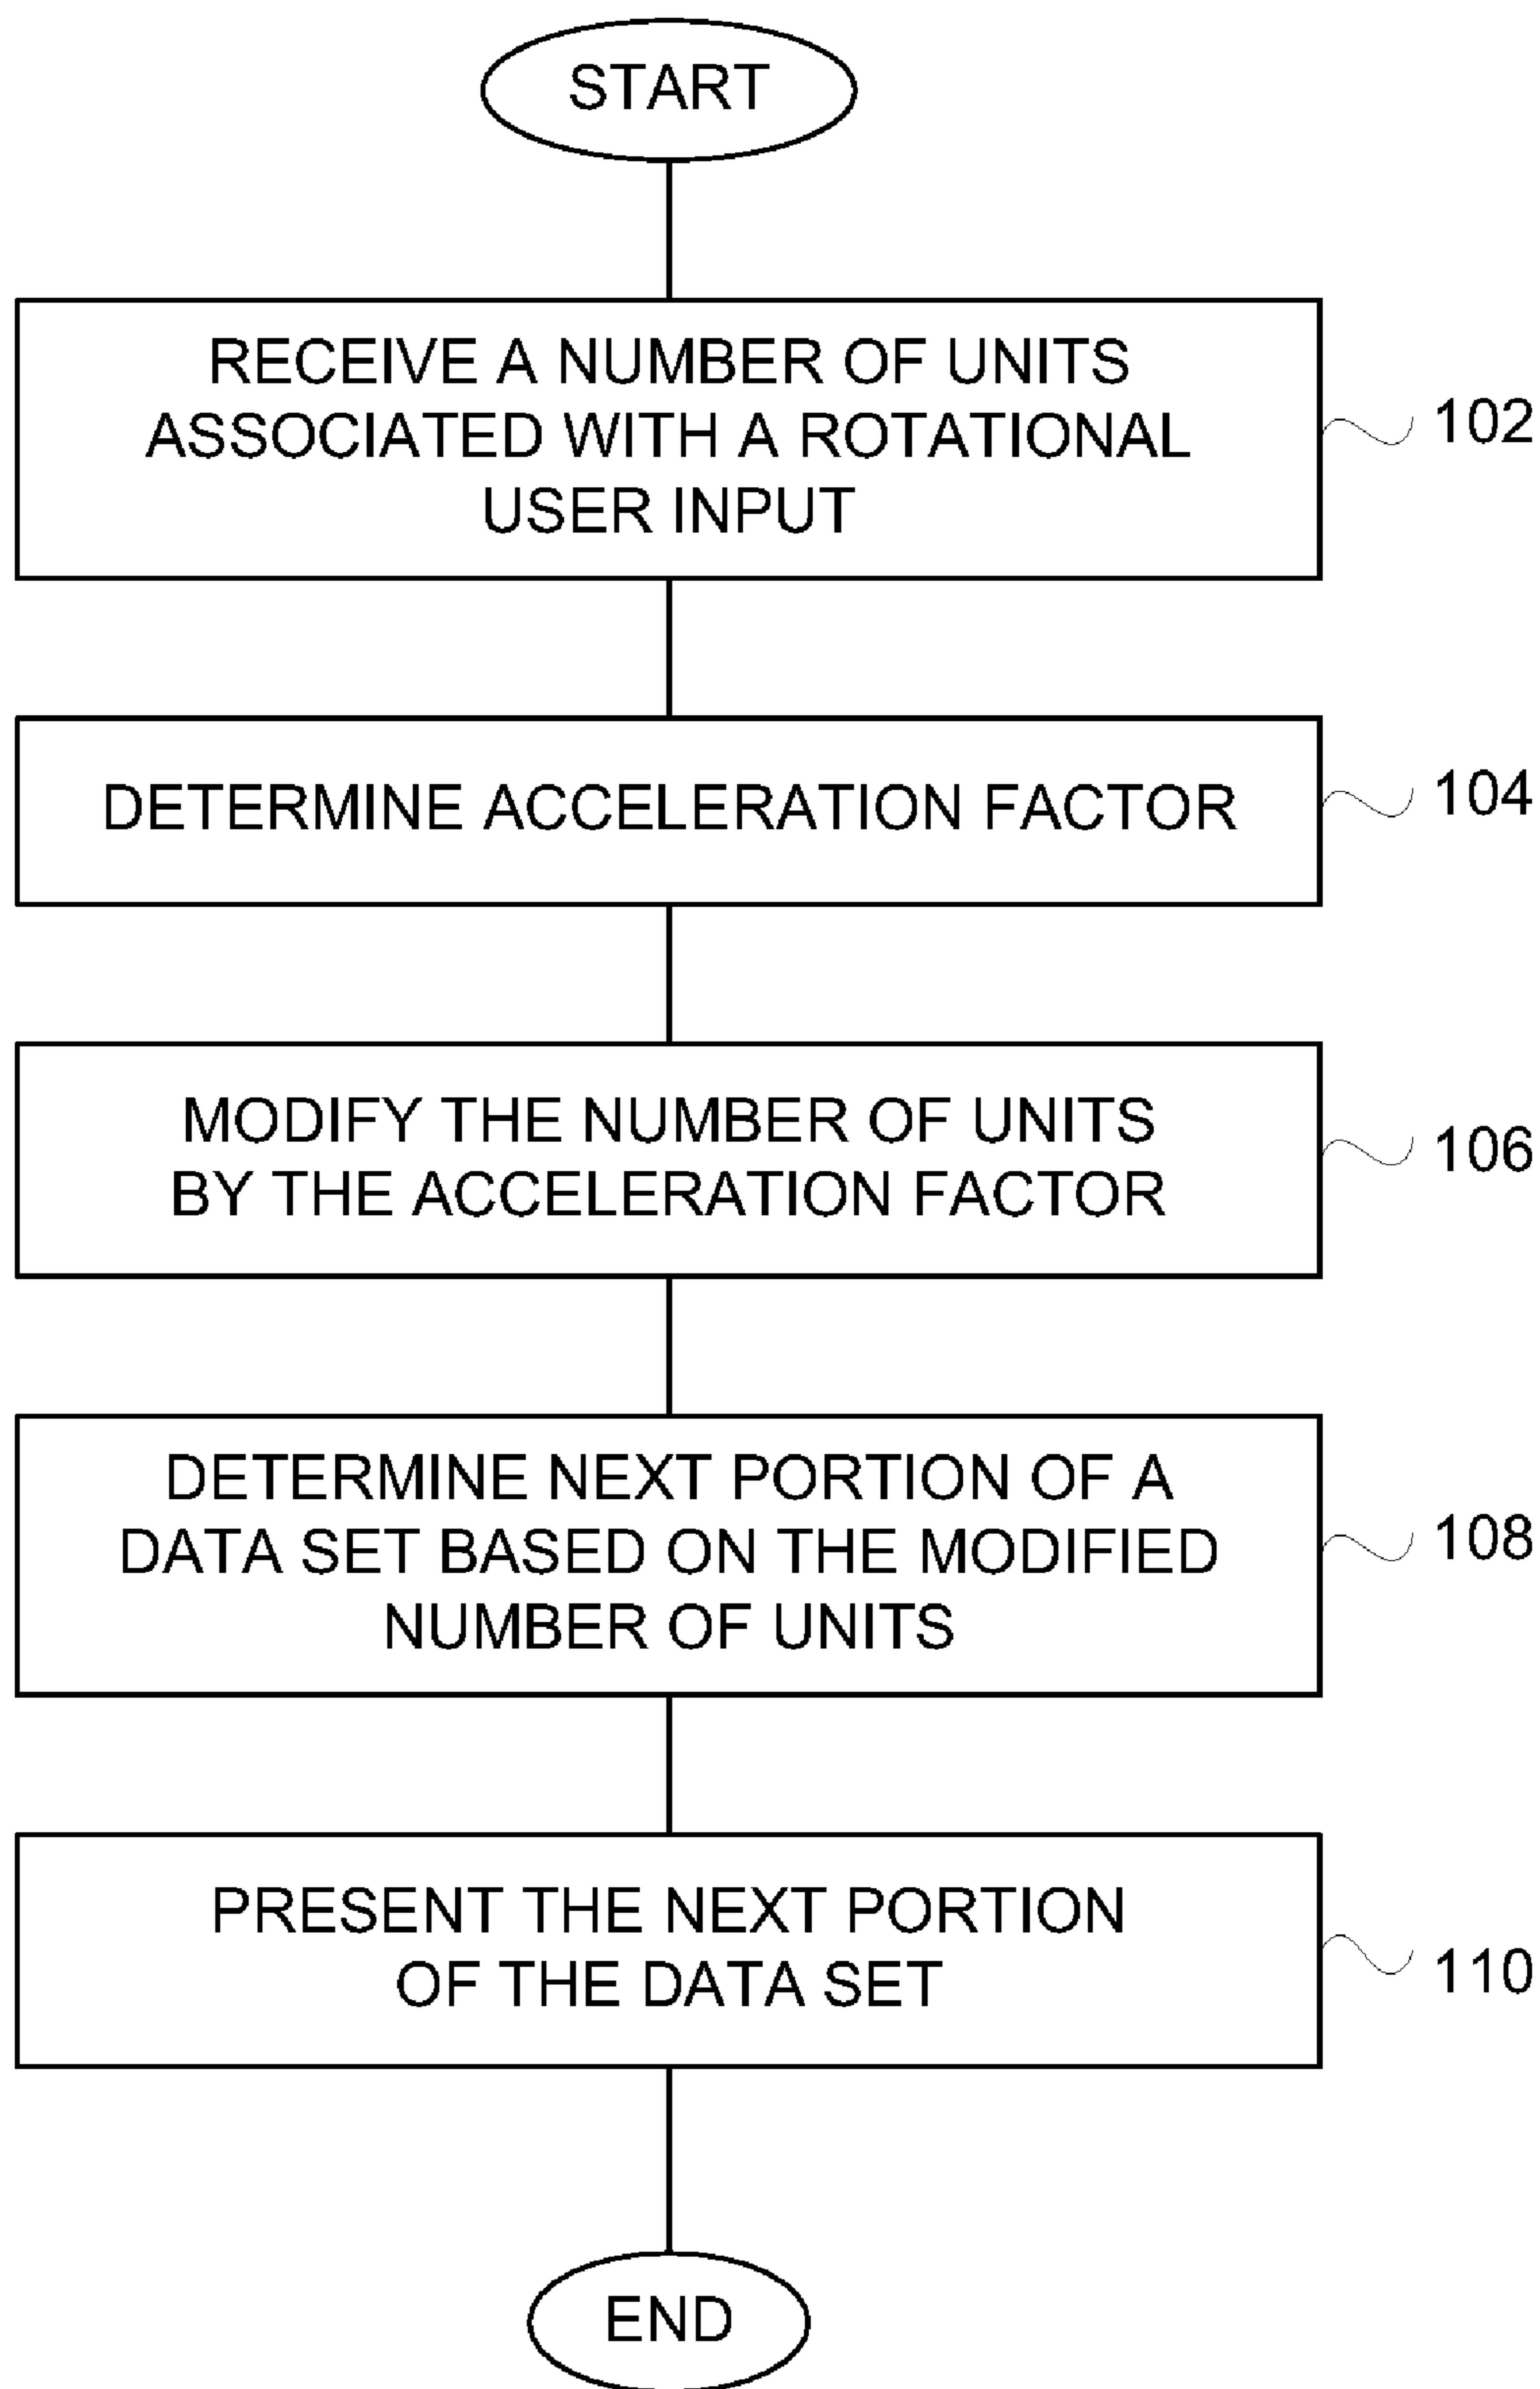 START
RECEIVE A NUMBER OF UNITS
ASSOCIATED WITH A ROTATIONAL
USER INPUT
102
DETERMINE ACCELERATION FACTOR
104
MODIFY THE NUMBER OF UNITS
BY THE ACCELERATION FACTOR
106
DETERMINE NEXT PORTION OF A
DATA SET BASED ON THE MODIFIED
NUMBER OF UNITS
108
PRESENT THE NEXT PORTION
OF THE DATA SET
110
END